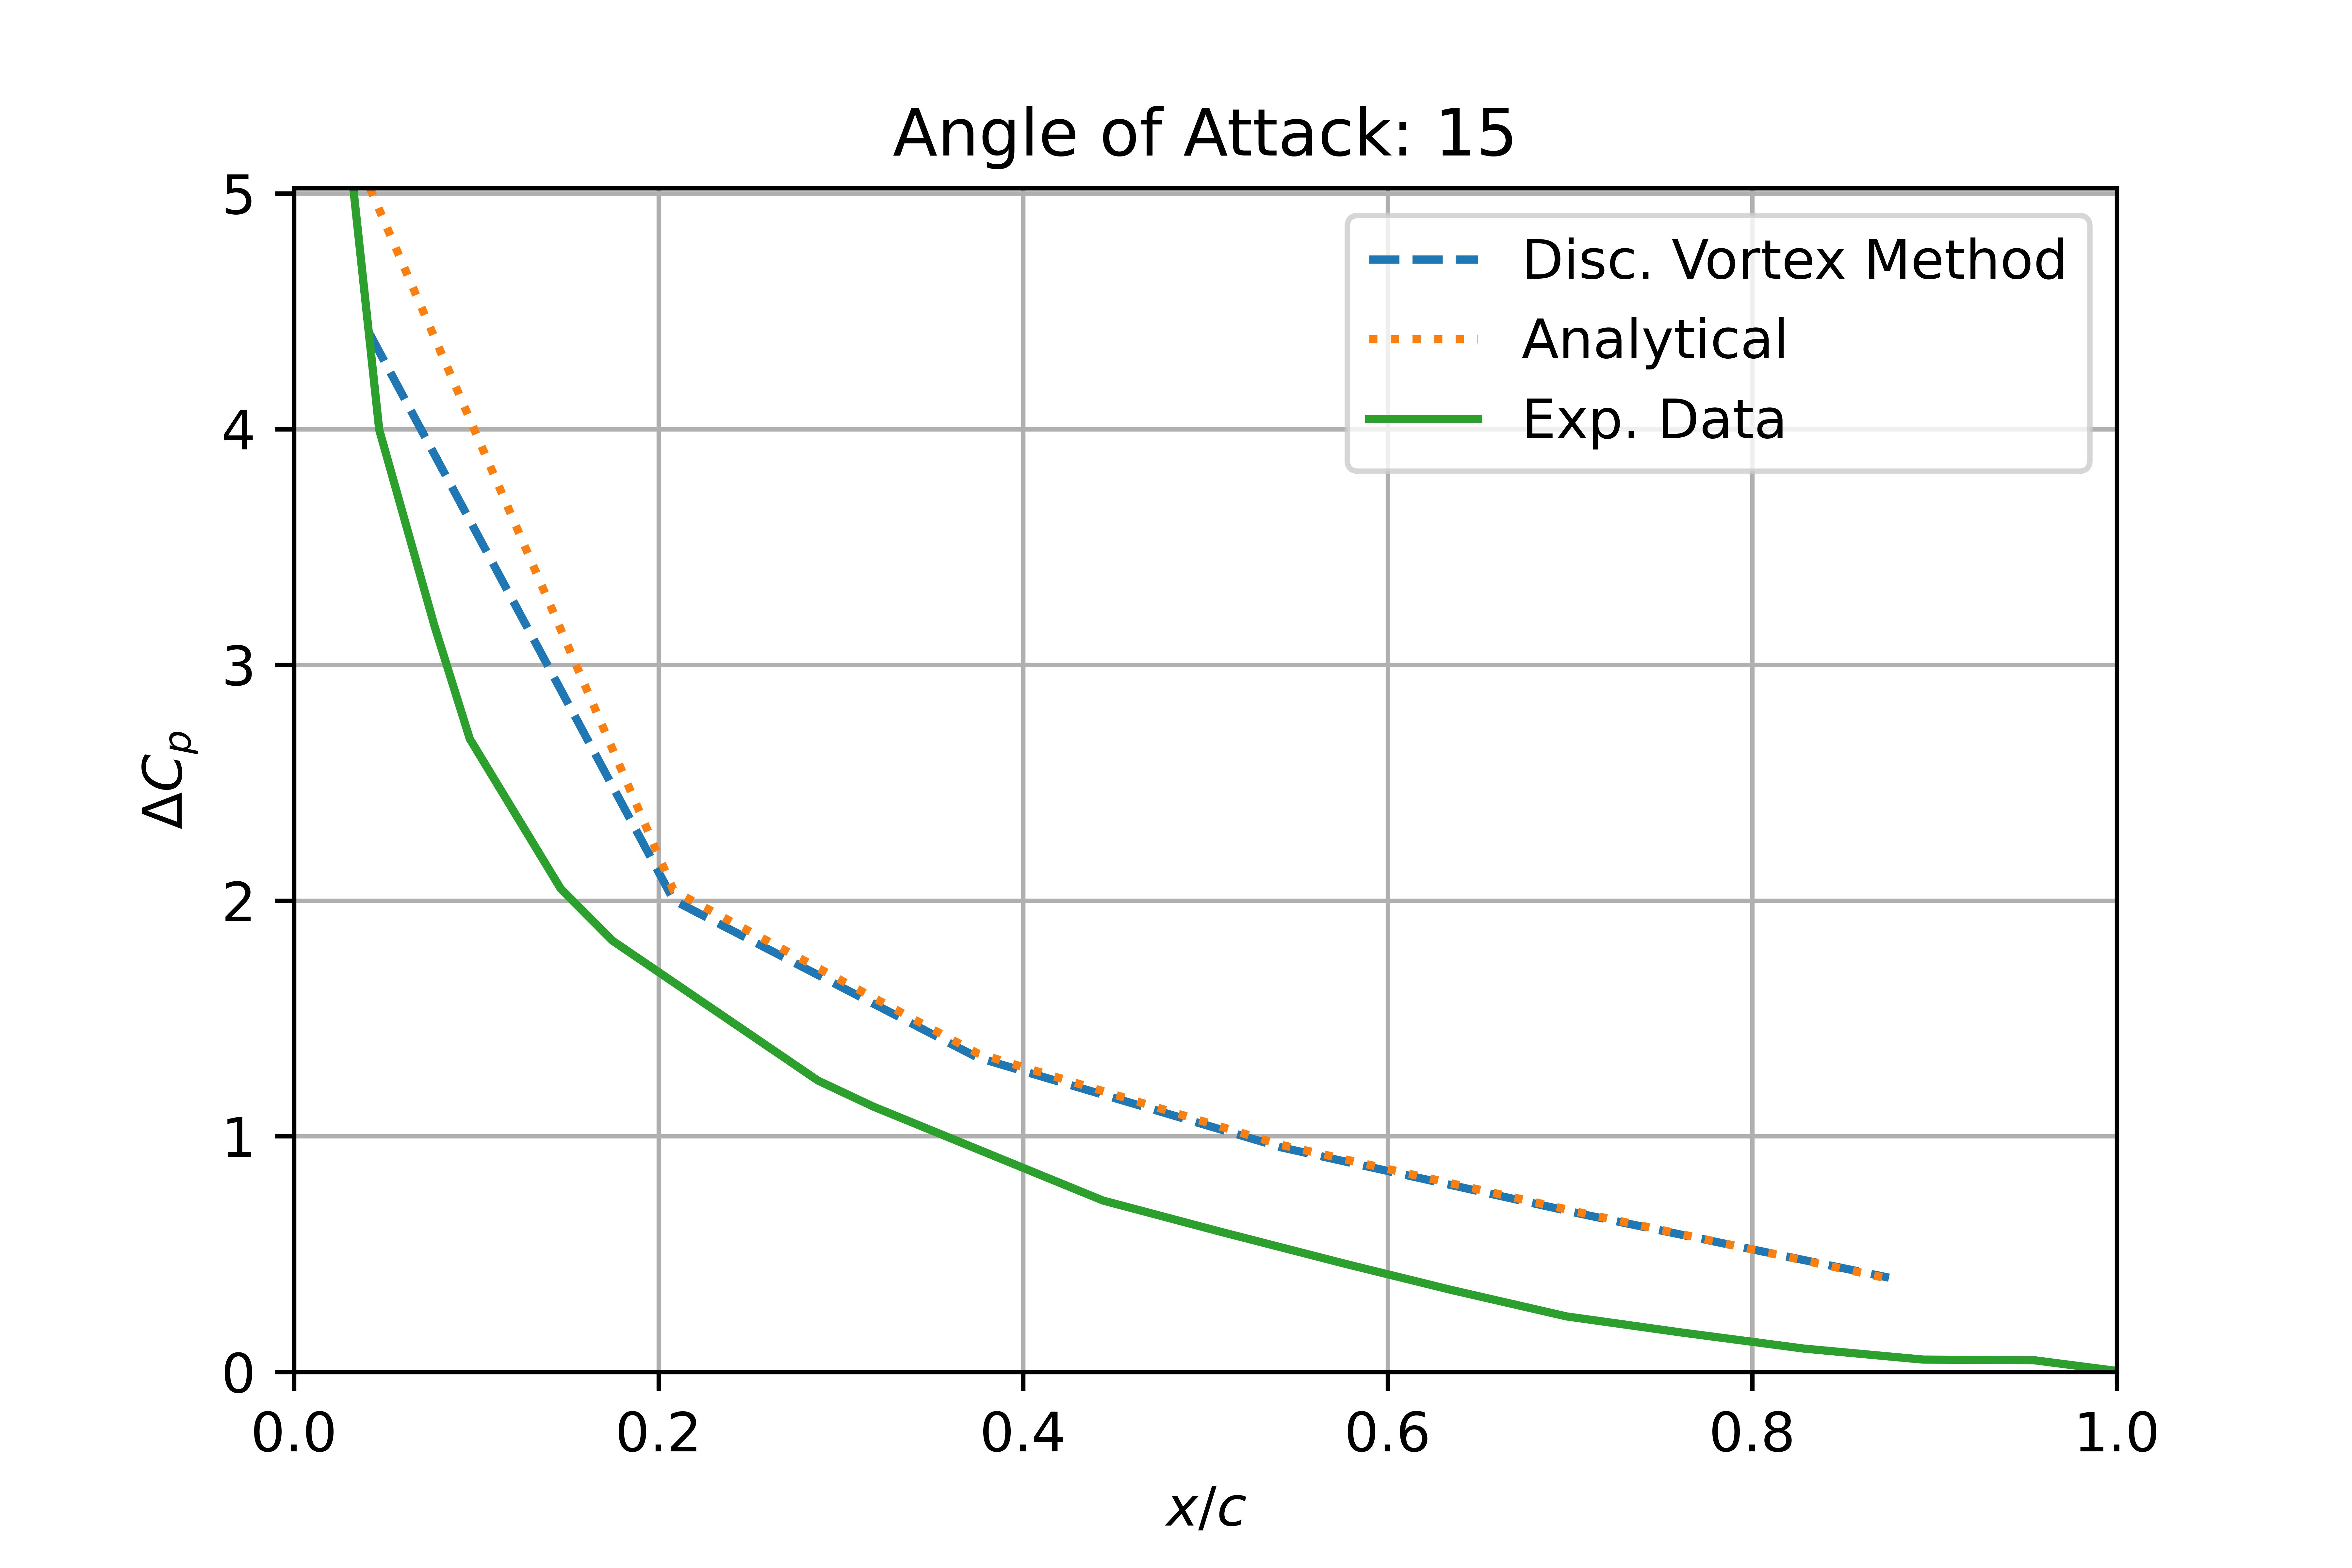 Angle of Attack: 15
5
4
3
2
1
0
ΔC_p
Disc. Vortex Method
Analytical
Exp. Data
0.0 0.2 0.4 0.6 0.8 1.0
x/c